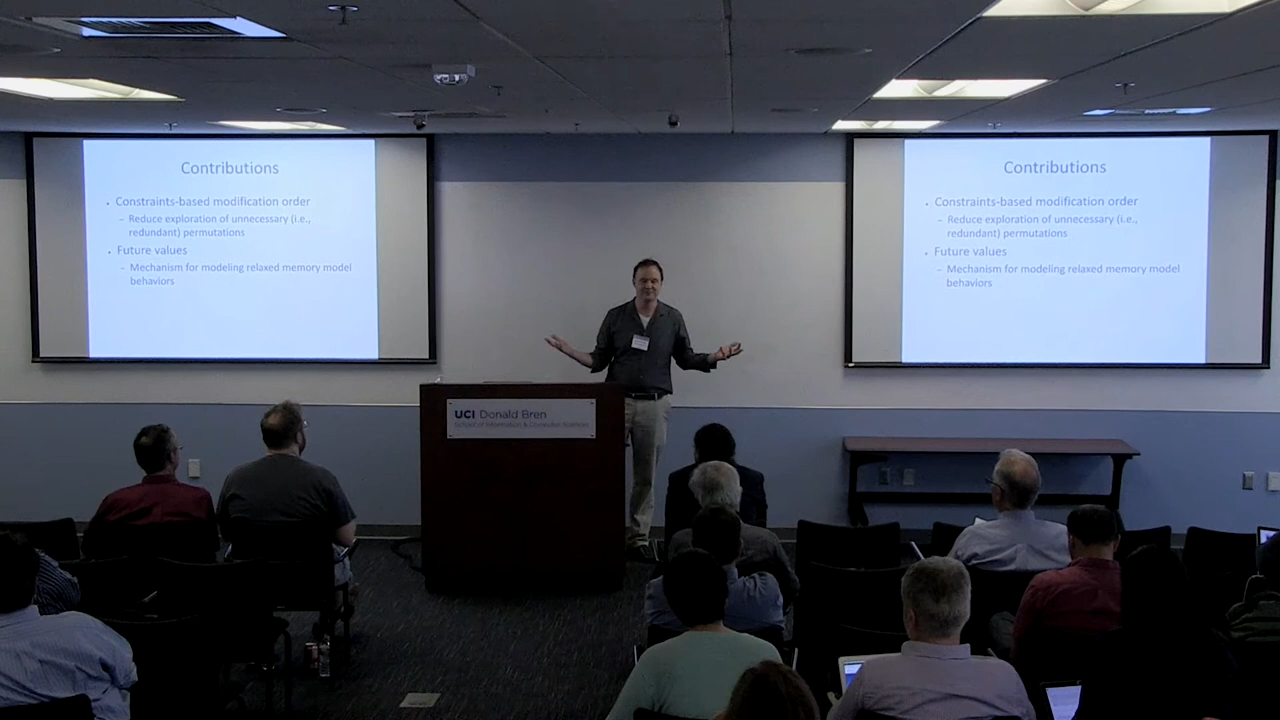 Contributions
• Constraints-based modification order
– Reduce exploration of unnecessary (i.e.,
redundant) permutations
• Future values
– Mechanism for modeling relaxed memory model
behaviors
UCI Donald Bren
School of Information & Computer Sciences
Contributions
• Constraints-based modification order
– Reduce exploration of unnecessary (i.e.,
redundant) permutations
• Future values
– Mechanism for modeling relaxed memory model
behaviors